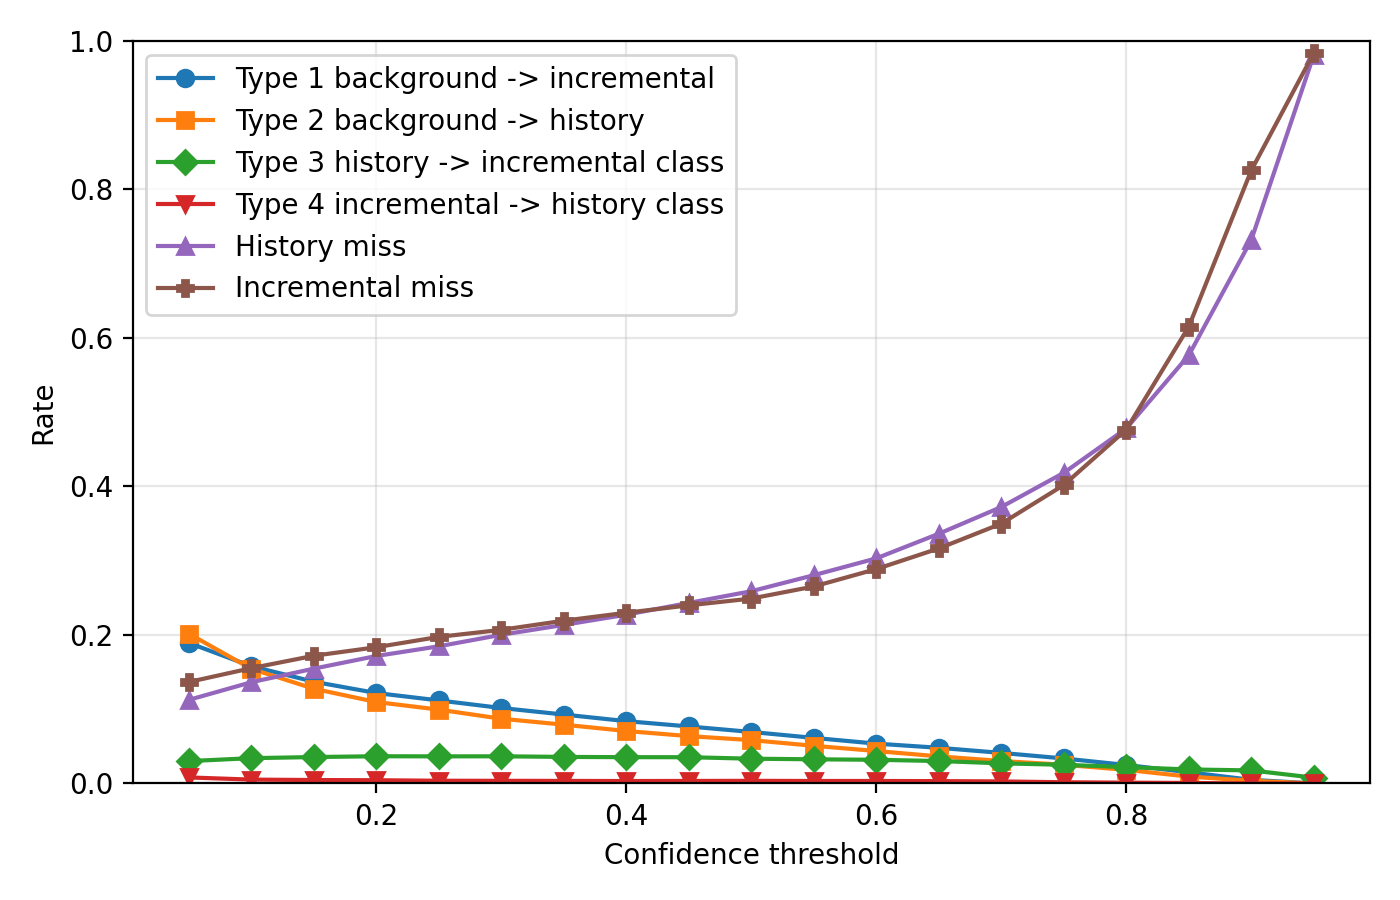 1.0
0.8
0.6
0.4
0.2
0.0
Rate
Type 1 background -> incremental
Type 2 background -> history
Type 3 history -> incremental class
Type 4 incremental -> history class
History miss
Incremental miss
0.2 0.4 0.6 0.8
Confidence threshold